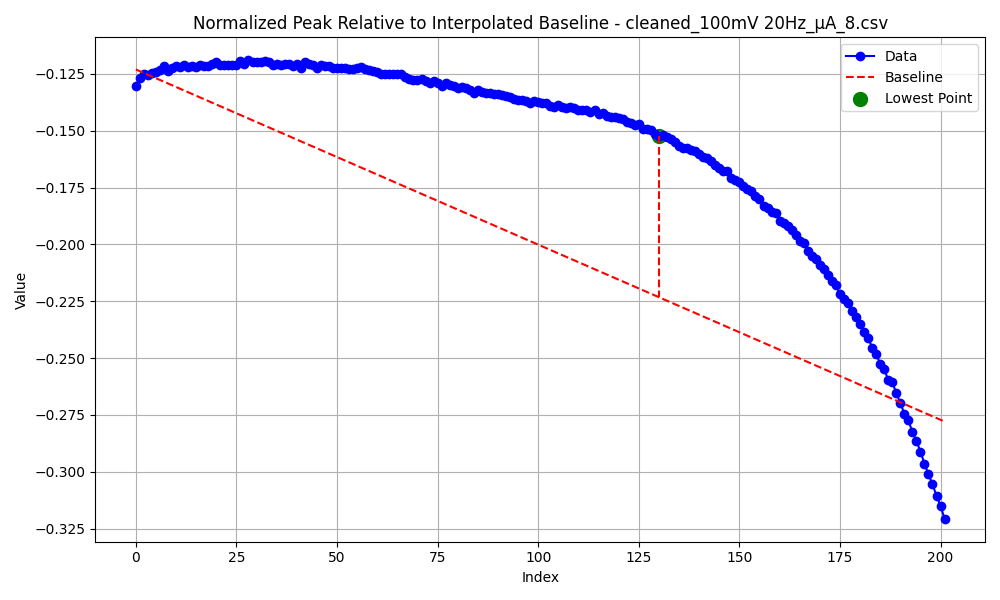 Normalized Peak Relative to Interpolated Baseline - cleaned_100mV 20Hz_µA_8.csv
Data
Baseline
Lowest Point
Value
−0.125
−0.150
−0.175
−0.200
−0.225
−0.250
−0.275
−0.300
−0.325
0 25 50 75 100 125 150 175 200
Index